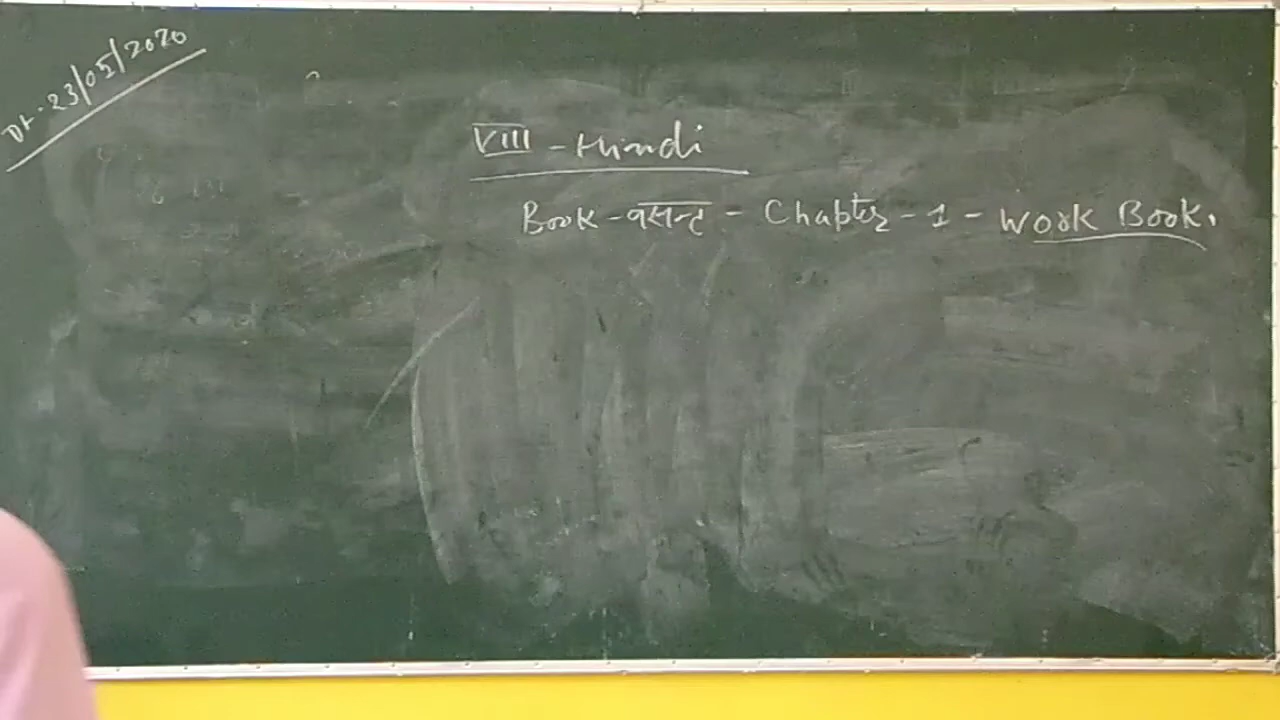 Dt. 23/05/2020
VIII - Hindi
Book - वसन्त - Chapter - 1 - Work Book.